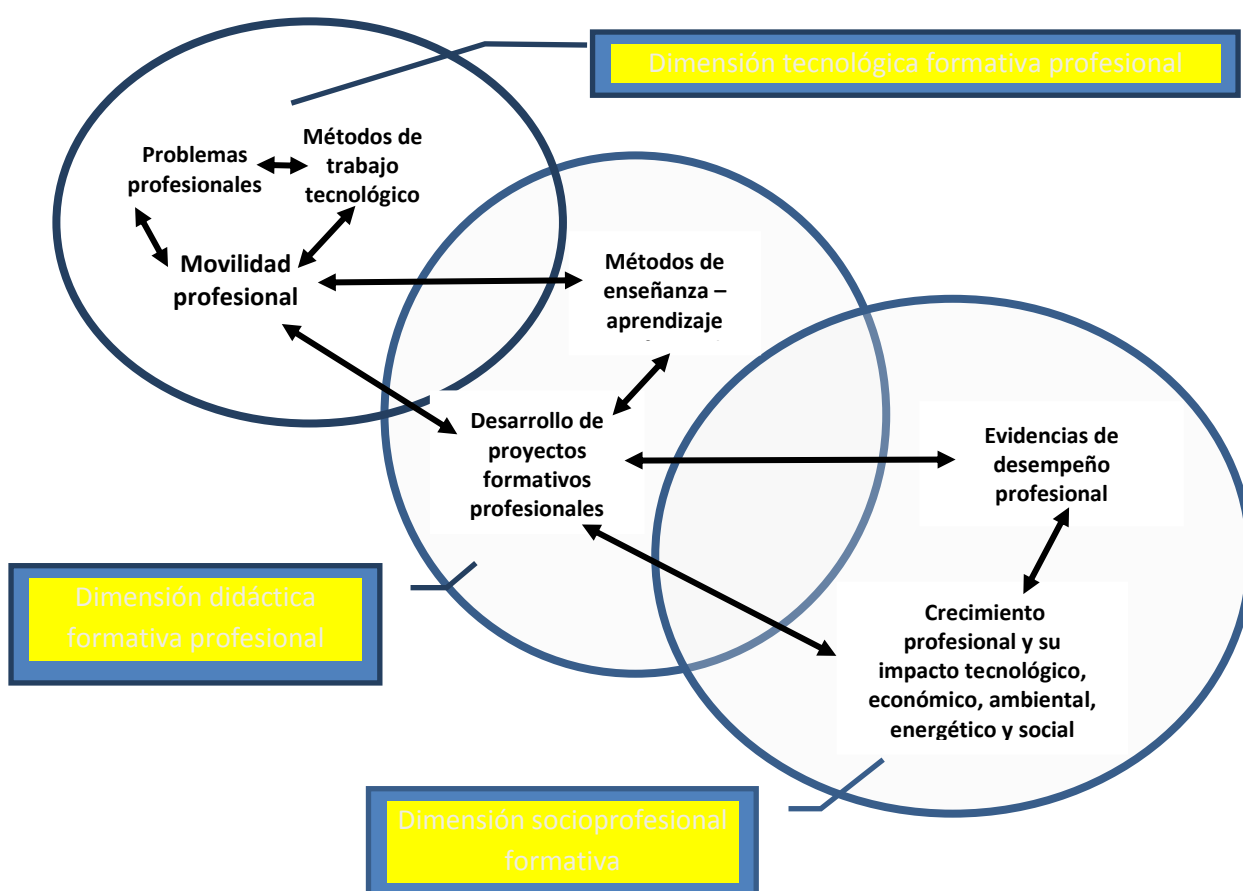 Dimensión tecnológica formativa profesional
Problemas
profesionales
Métodos de
trabajo
tecnológico
Movilidad
profesional
Métodos de
enseñanza –
aprendizaje
Desarrollo de
proyectos
formativos
profesionales
Evidencias de
desempeño
profesional
Dimensión didáctica
formativa profesional
Crecimiento
profesional y su
impacto tecnológico,
económico, ambiental,
energético y social
Dimensión socioprofesional
formativa